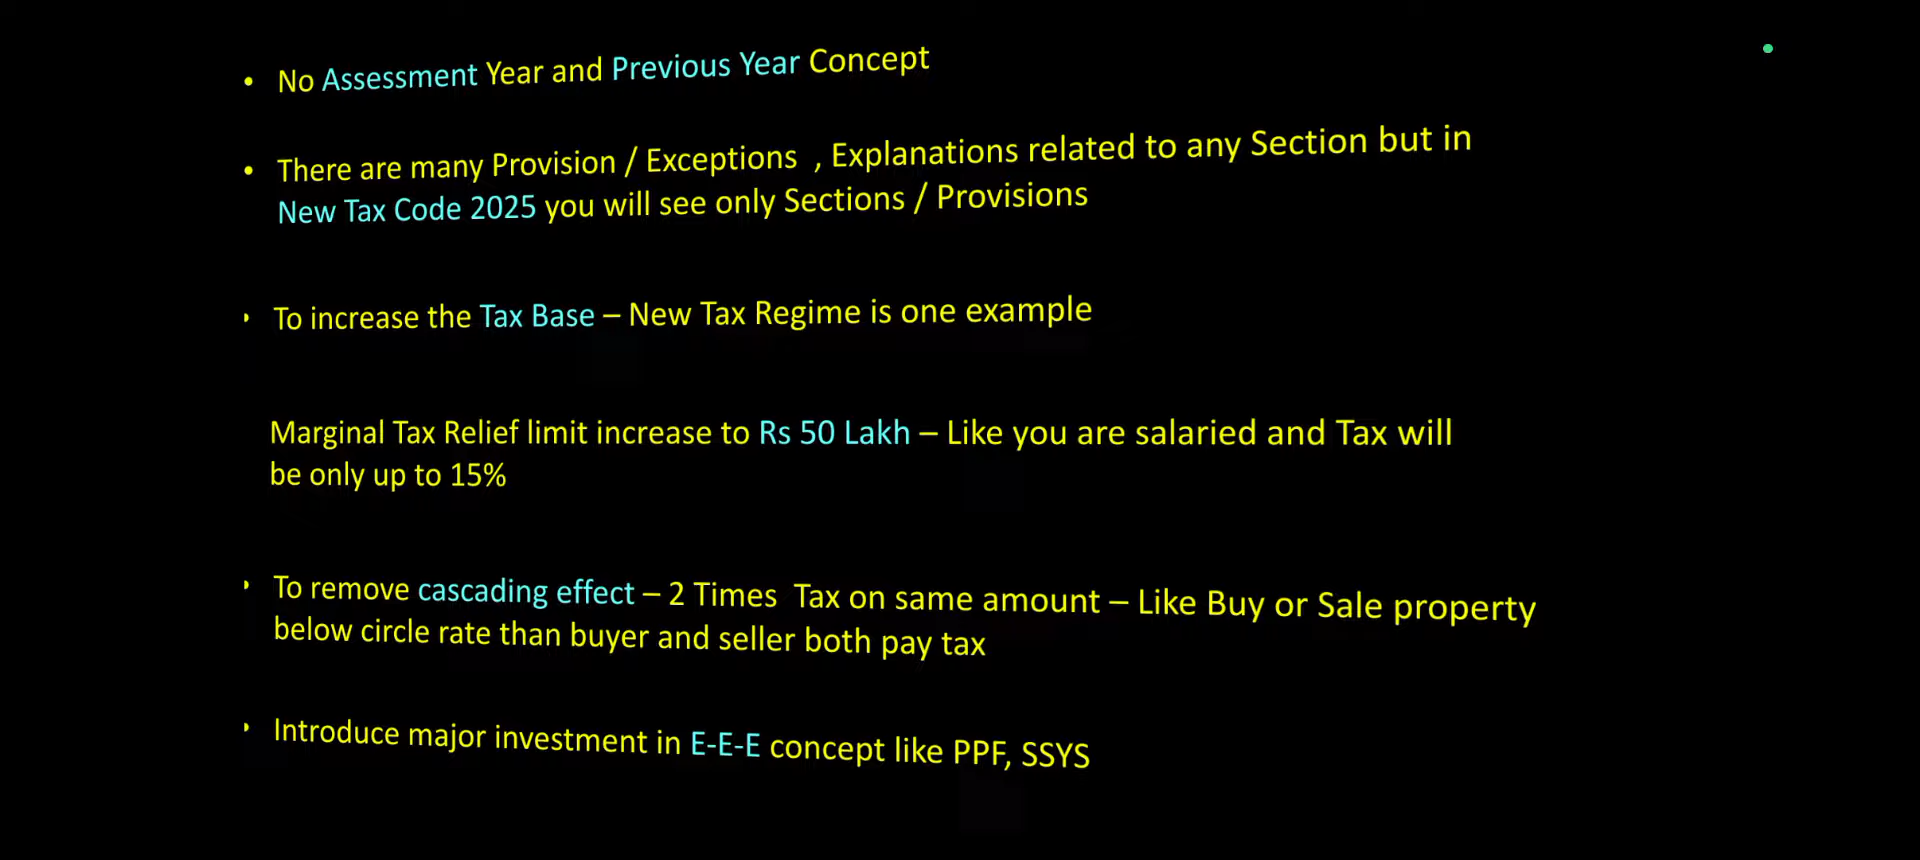 • No Assessment Year and Previous Year Concept
• There are many Provision / Exceptions , Explanations related to any Section but in
New Tax Code 2025 you will see only Sections / Provisions
• To increase the Tax Base – New Tax Regime is one example
Marginal Tax Relief limit increase to Rs 50 Lakh – Like you are salaried and Tax will
be only up to 15%
• To remove cascading effect – 2 Times Tax on same amount – Like Buy or Sale property
below circle rate than buyer and seller both pay tax
• Introduce major investment in E-E-E concept like PPF, SSYS